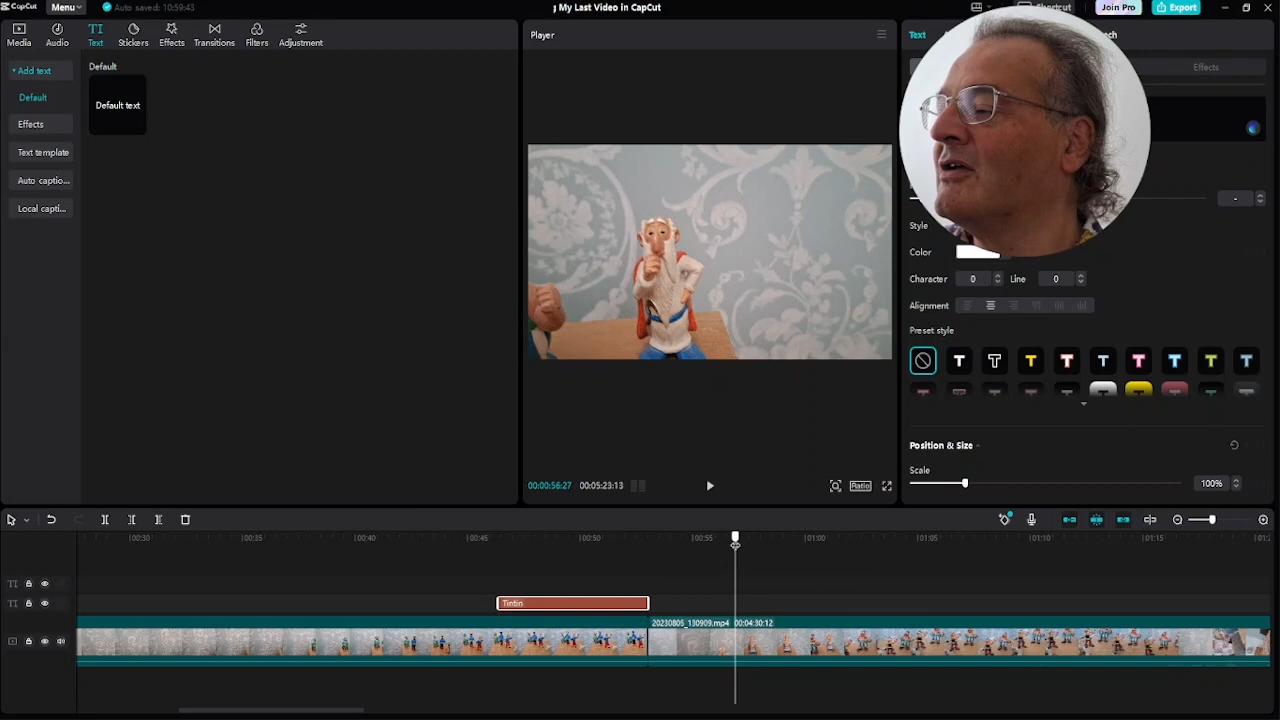 CapCut
Menu
Auto saved: 10:59:43
My Last Video in CapCut
Shortcut
Join Pro
Export
Media
Audio
Text
Stickers
Effects
Transitions
Filters
Adjustment
Player
Text
Add text
Default
Default
Default text
Effects
Text template
Auto captio...
Local capti...
Effects
Style
Color
Character 0 Line 0
Alignment
Preset style
T T T T T T T T T
Position & Size
Scale
100%
00:00:56:27
00:05:23:13
Ratio
00:30
00:35
00:40
00:45
00:50
00:55
01:00
01:05
01:10
01:15
TI
TI
Tintin
20230805_130909.mp4 00:04:30:12